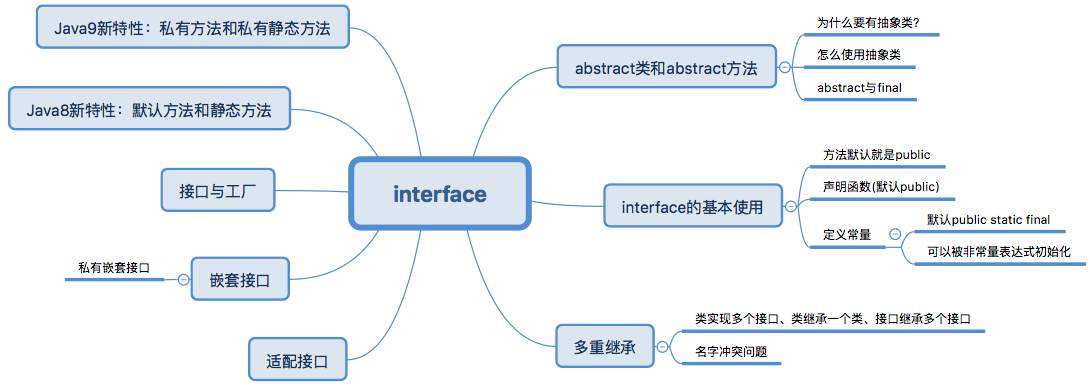 interface
abstract类和abstract方法
为什么要有抽象类?
怎么使用抽象类
abstract与final
interface的基本使用
方法默认就是public
声明函数(默认public)
定义常量
默认public static final
可以被非常量表达式初始化
多重继承
类实现多个接口、类继承一个类、接口继承多个接口
名字冲突问题
Java9新特性：私有方法和私有静态方法
Java8新特性：默认方法和静态方法
接口与工厂
嵌套接口
私有嵌套接口
适配接口